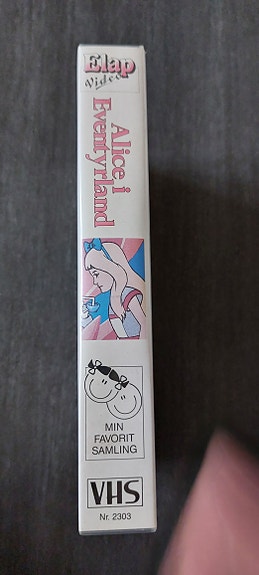 Elap
Video
Alice i
Eventyrland
MIN
FAVORIT
SAMLING
VHS
Nr. 2303